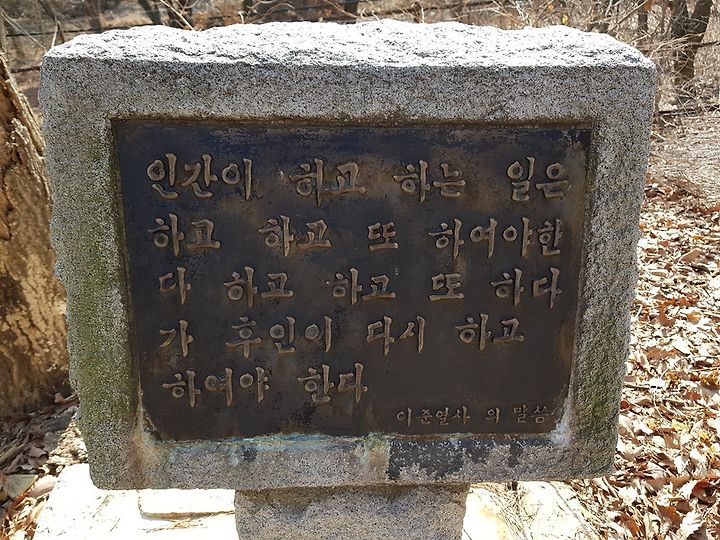 인간이 허고 하는 일은
하고 하고 또 하여야한
다 하고 하고 또 하다
가 후인이 다시 하고
하여야 한다
이준열사 의 말씀